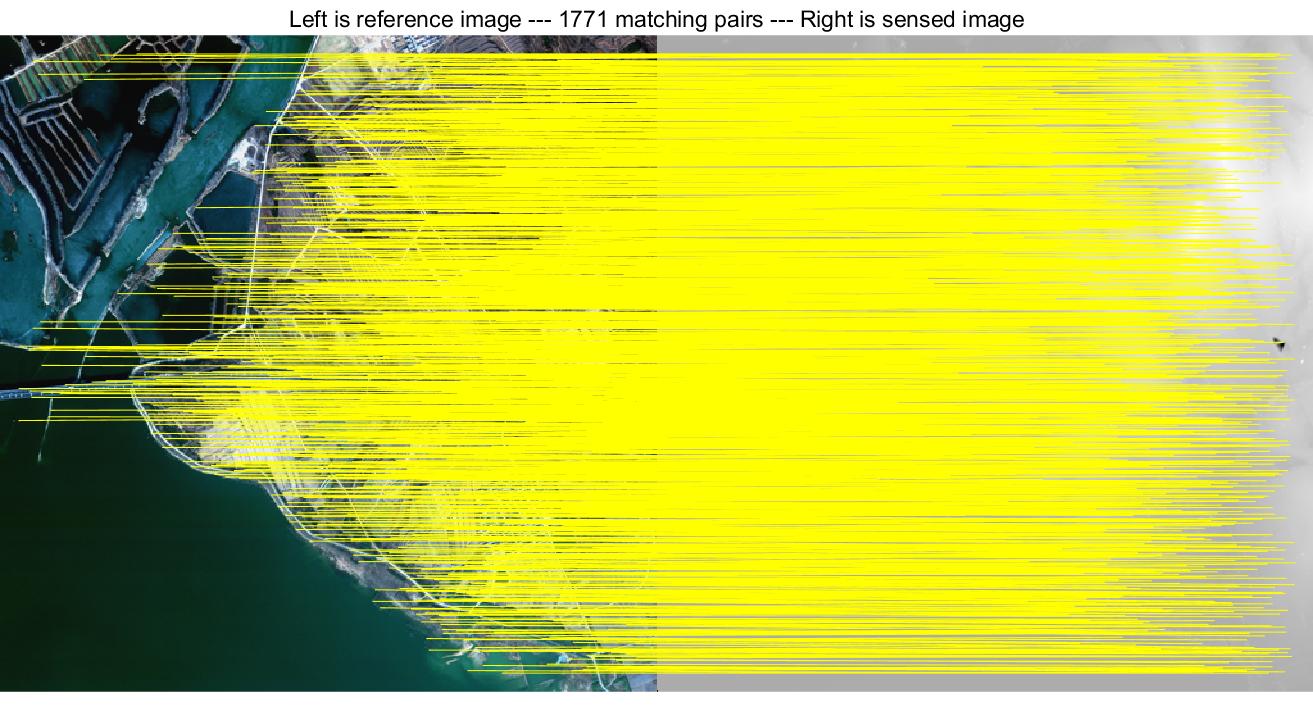 Left is reference image --- 1771 matching pairs --- Right is sensed image